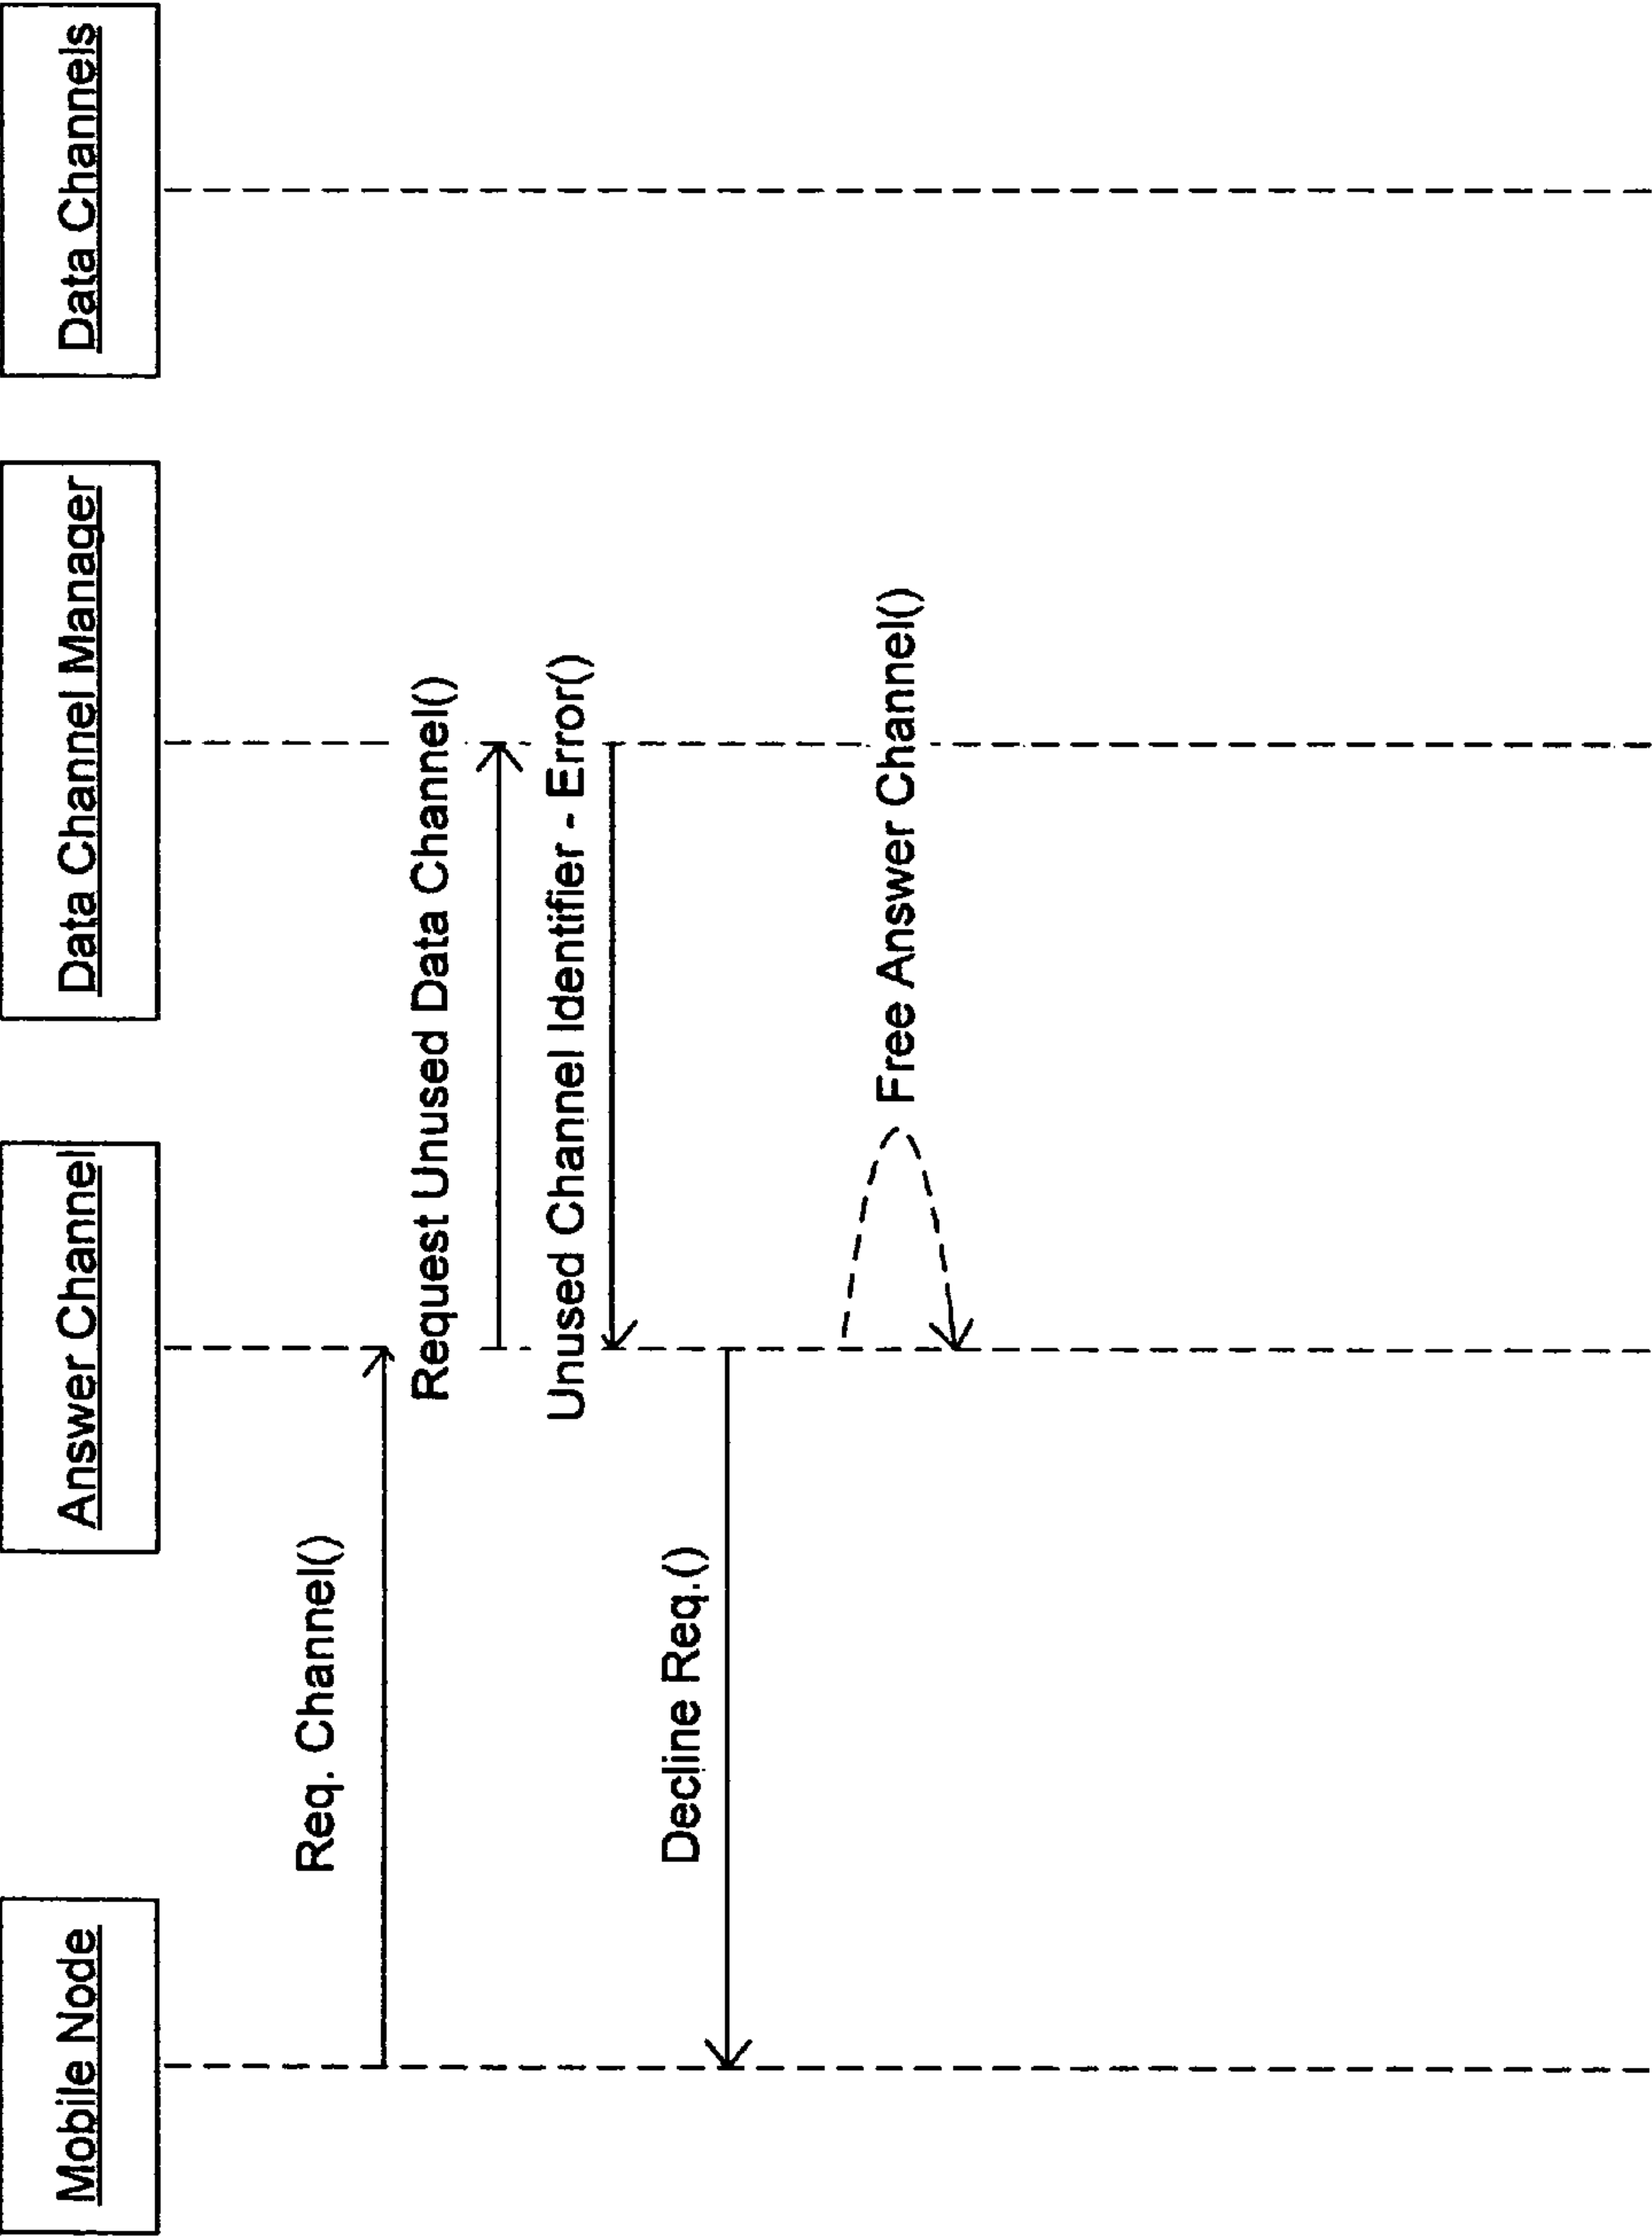 Mobile Node
Answer Channel
Data Channel Manager
Data Channels
Req. Channel()
Request Unused Data Channel()
Unused Channel Identifier - Error()
Decline Req.()
Free Answer Channel()